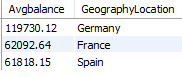 Avgbalance GeographyLocation
119730.12 Germany
62092.64 France
61818.15 Spain